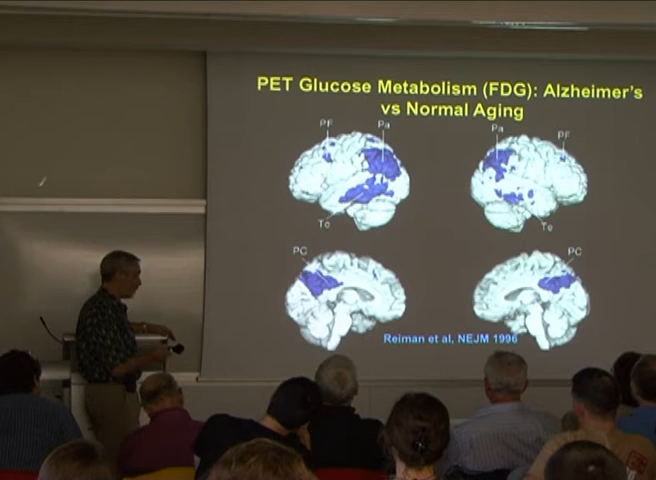 PET Glucose Metabolism (FDG): Alzheimer's
vs Normal Aging
PF Pa
Pa PF
Te
Te
PC
PC
Reiman et al, NEJM 1996